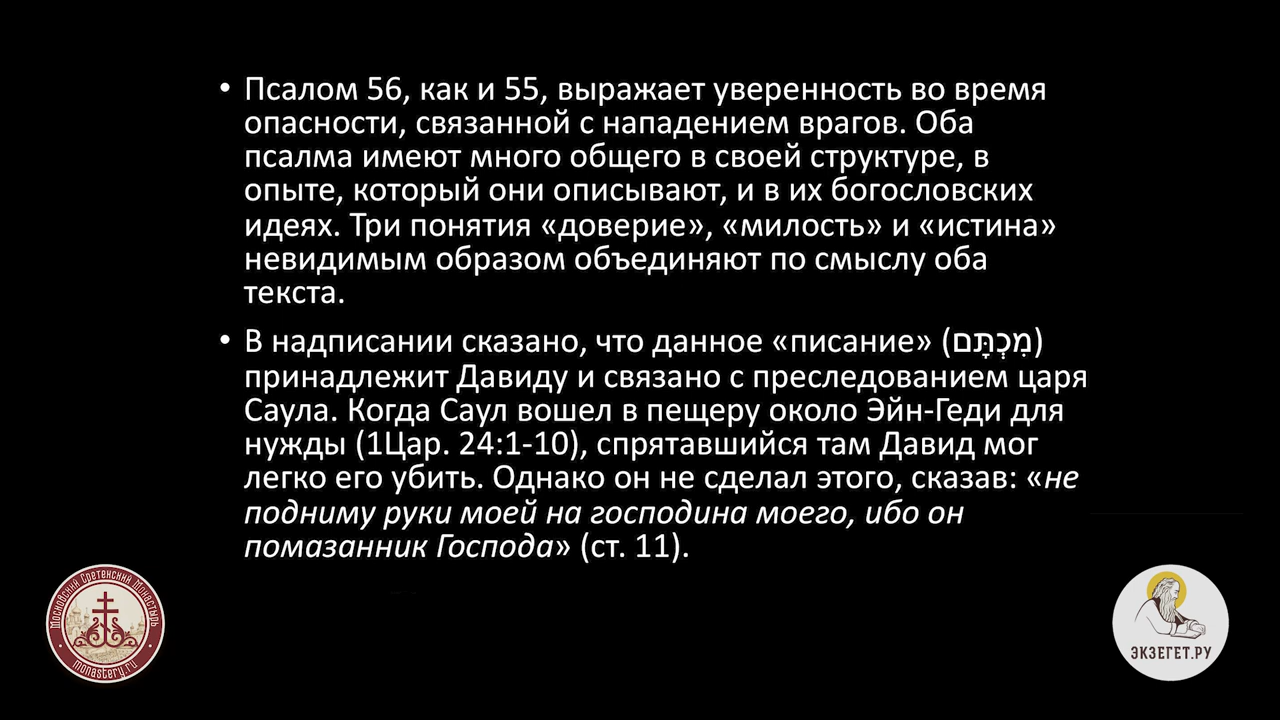 • Псалом 56, как и 55, выражает уверенность во время
опасности, связанной с нападением врагов. Оба
псалма имеют много общего в своей структуре, в
опыте, который они описывают, и в их богословских
идеях. Три понятия «доверие», «милость» и «истина»
невидимым образом объединяют по смыслу оба
текста.
• В надписании сказано, что данное «писание» (מִכְתָּם)
принадлежит Давиду и связано с преследованием царя
Саула. Когда Саул вошел в пещеру около Эйн-Геди для
нужды (1Цар. 24:1-10), спрятавшийся там Давид мог
легко его убить. Однако он не сделал этого, сказав: «не
подниму руки моей на господина моего, ибо он
помазанник Господа» (ст. 11).
Московский Сретенский Монастырь
monastery.ru
ЭКЗЕГЕТ.РУ